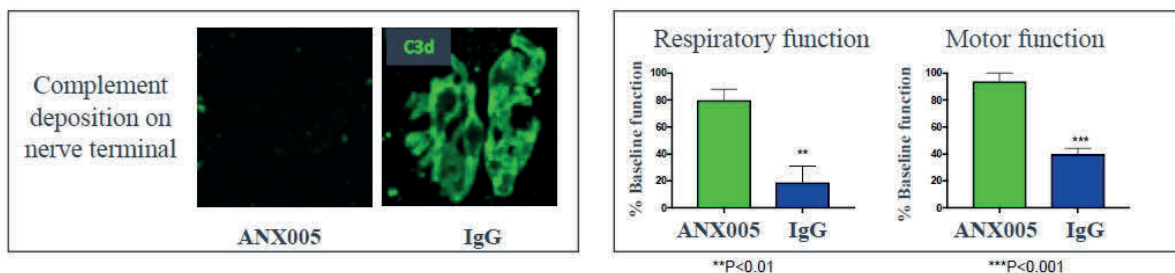 Complement
deposition on
nerve terminal
C3d
ANX005 IgG
Respiratory function
% Baseline function
100
80
60
40
20
0
**
ANX005 IgG
**P<0.01
Motor function
% Baseline function
100
80
60
40
20
0
***
ANX005 IgG
***P<0.001